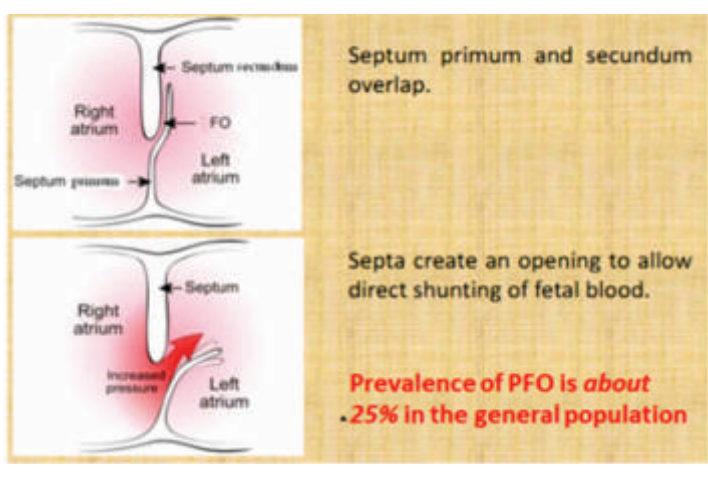 Septum
Right
atrium
FO
Left
atrium
Septum
Septum primum and secundum
overlap.
Septum
Right
atrium
Increased
pressure
Left
atrium
Septa create an opening to allow
direct shunting of fetal blood.
Prevalence of PFO is about
25% in the general population